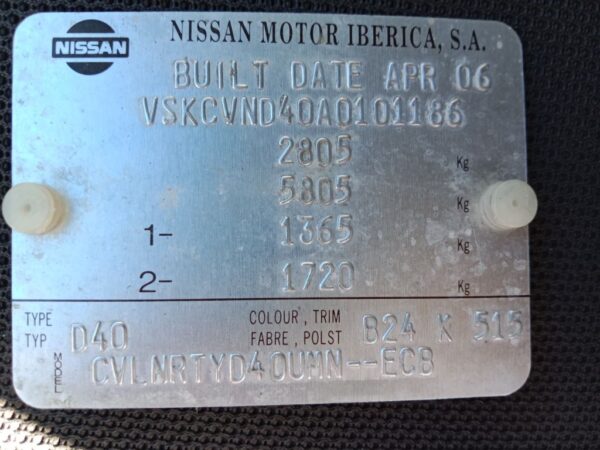 NISSAN
NISSAN MOTOR IBERICA, S.A.
BUILT DATE APR 06
VSKCVND40A0101186
2805 Kg
5805 Kg
1- 1365 Kg
2- 1720 Kg
TYPE COLOUR, TRIM
TYP D40 FABRE, POLST B24 K 515
MODEL CVLNRTYD40UMN--ECB